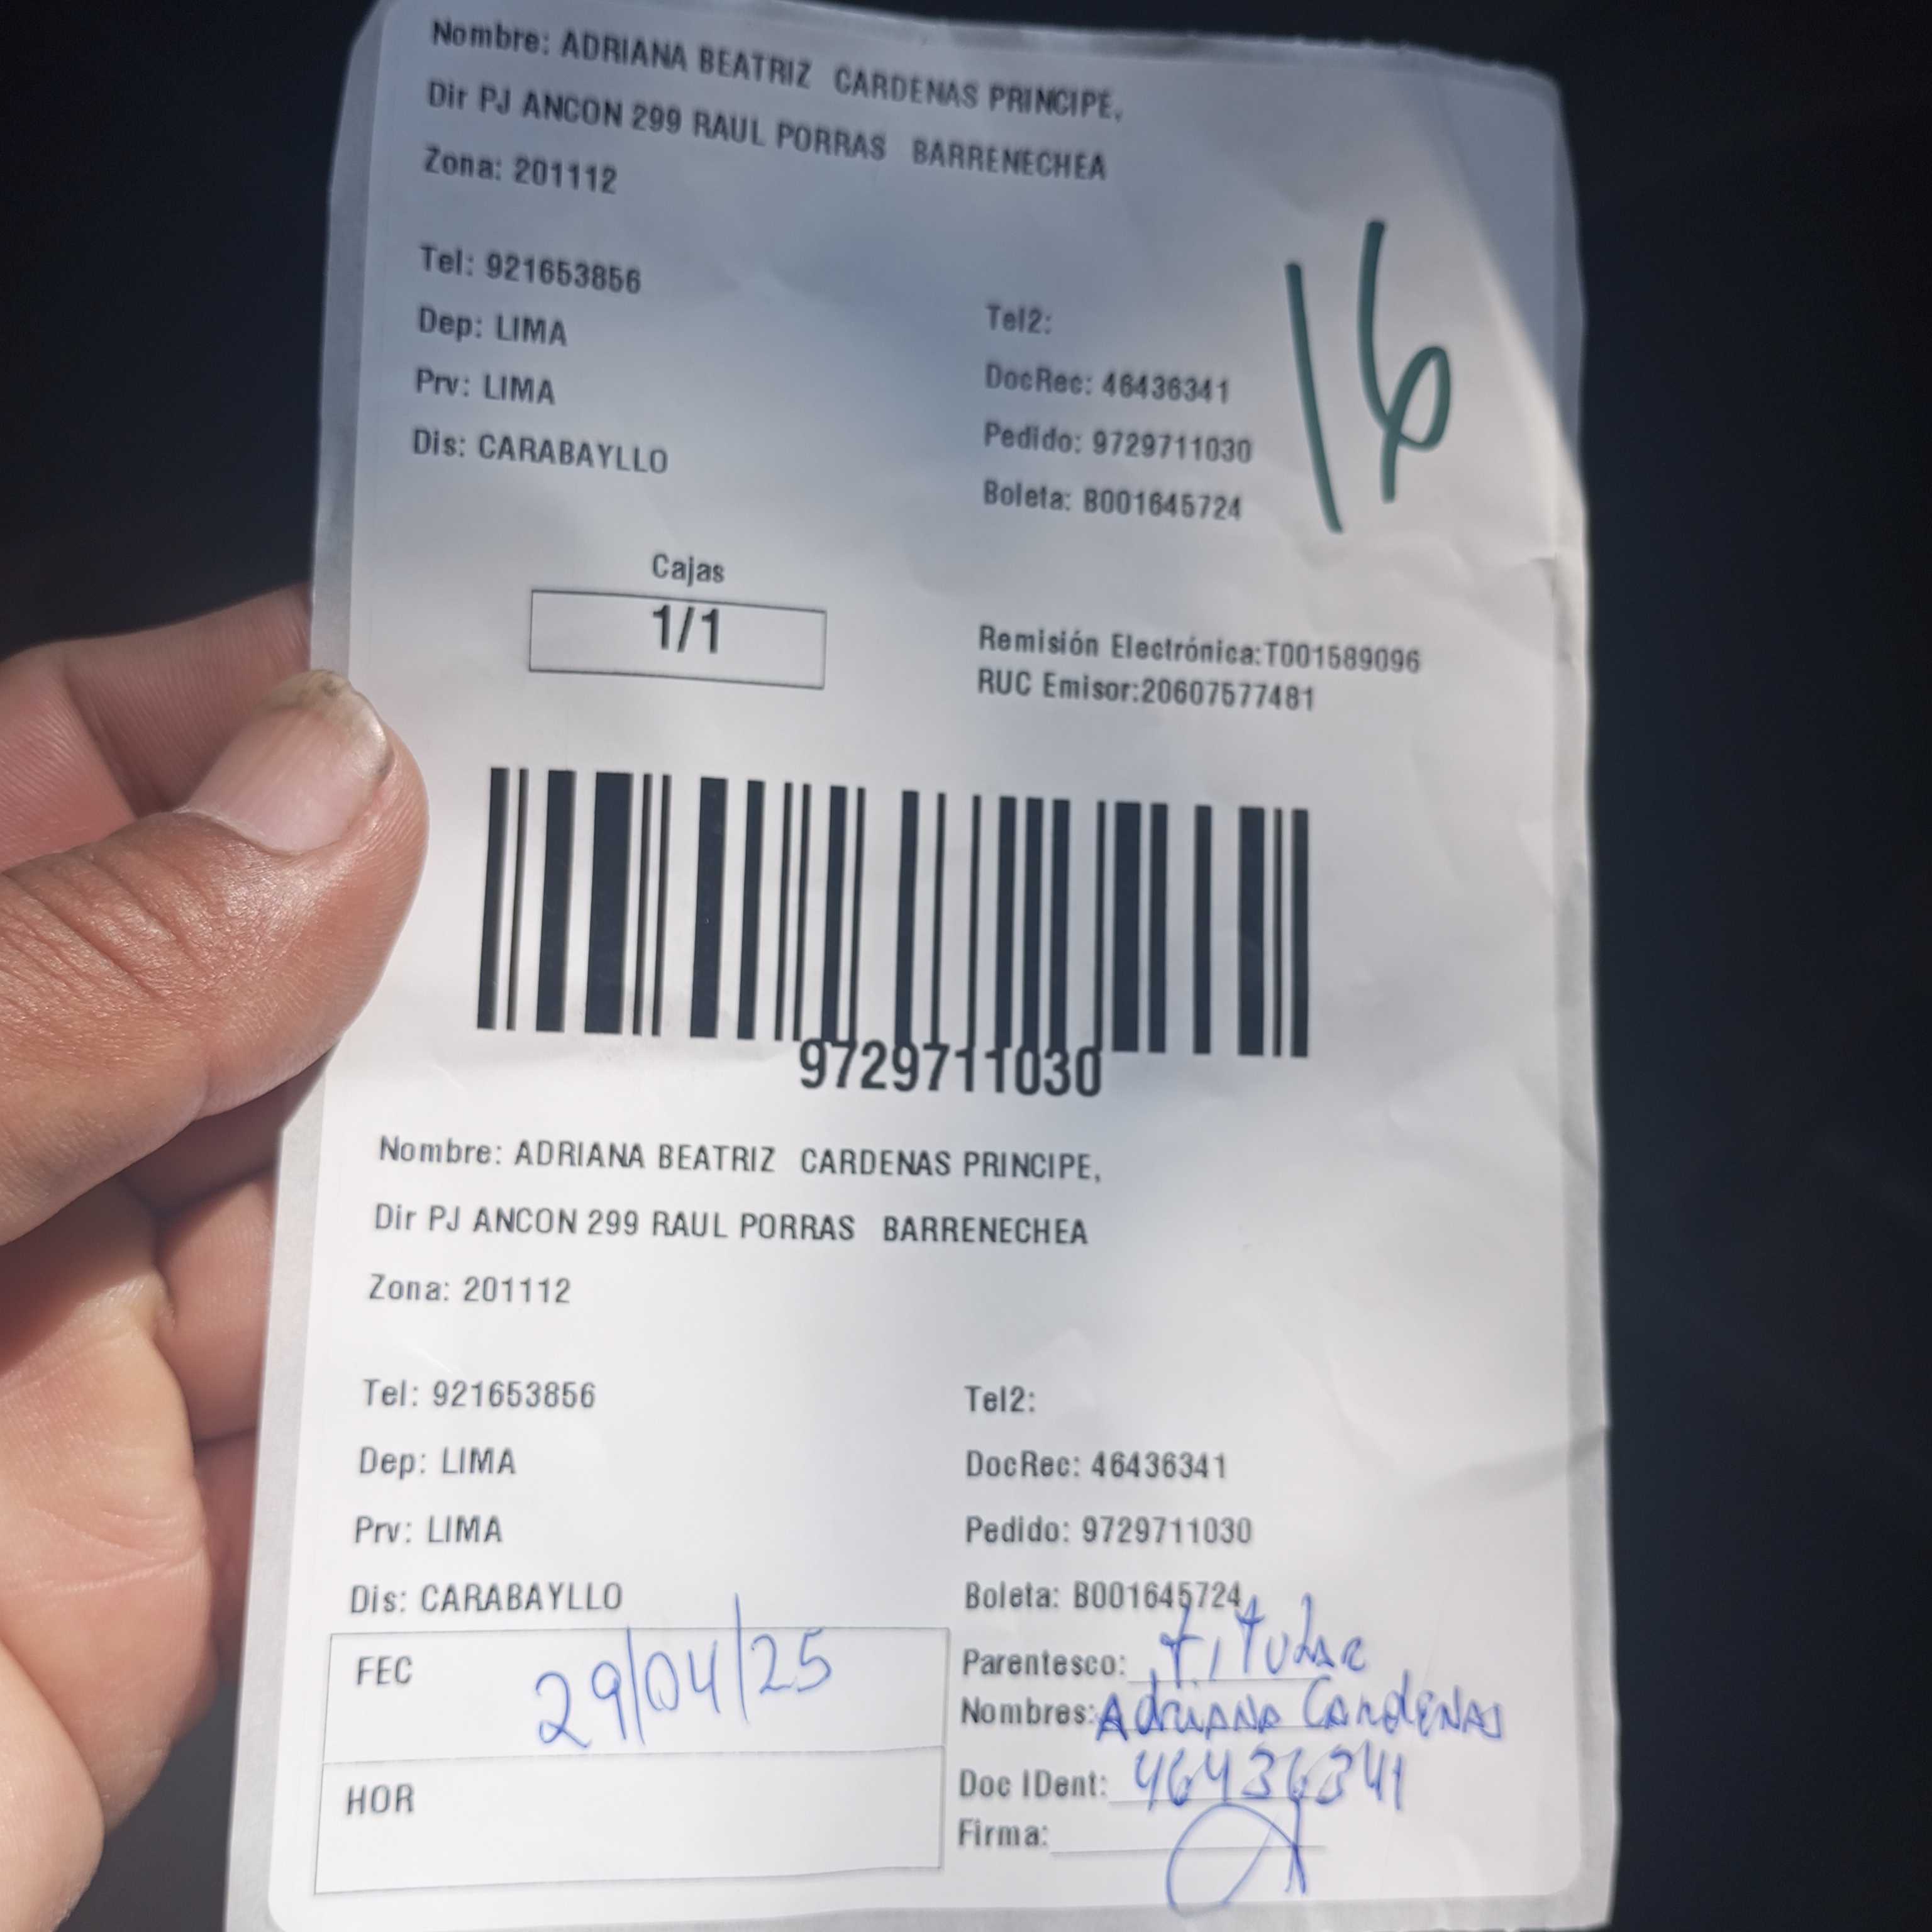 Nombre: ADRIANA BEATRIZ CARDENAS PRINCIPE,
Dir PJ ANCON 299 RAUL PORRAS BARRENECHEA
Zona: 201112
16
Tel: 921653856
Tel2:
Dep: LIMA
DocRec: 46436341
Prv: LIMA
Pedido: 9729711030
Dis: CARABAYLLO
Boleta: B001645724
Cajas
1/1
Remisión Electrónica:T001589096
RUC Emisor:20607577481
9729711030
Nombre: ADRIANA BEATRIZ CARDENAS PRINCIPE,
Dir PJ ANCON 299 RAUL PORRAS BARRENECHEA
Zona: 201112
Tel: 921653856
Tel2:
Dep: LIMA
DocRec: 46436341
Prv: LIMA
Pedido: 9729711030
Dis: CARABAYLLO
Boleta: B001645724
FEC 29/04/25
Parentesco: titular
Nombres: Adriana Cardenas
HOR
Doc IDent: 46436341
Firma: